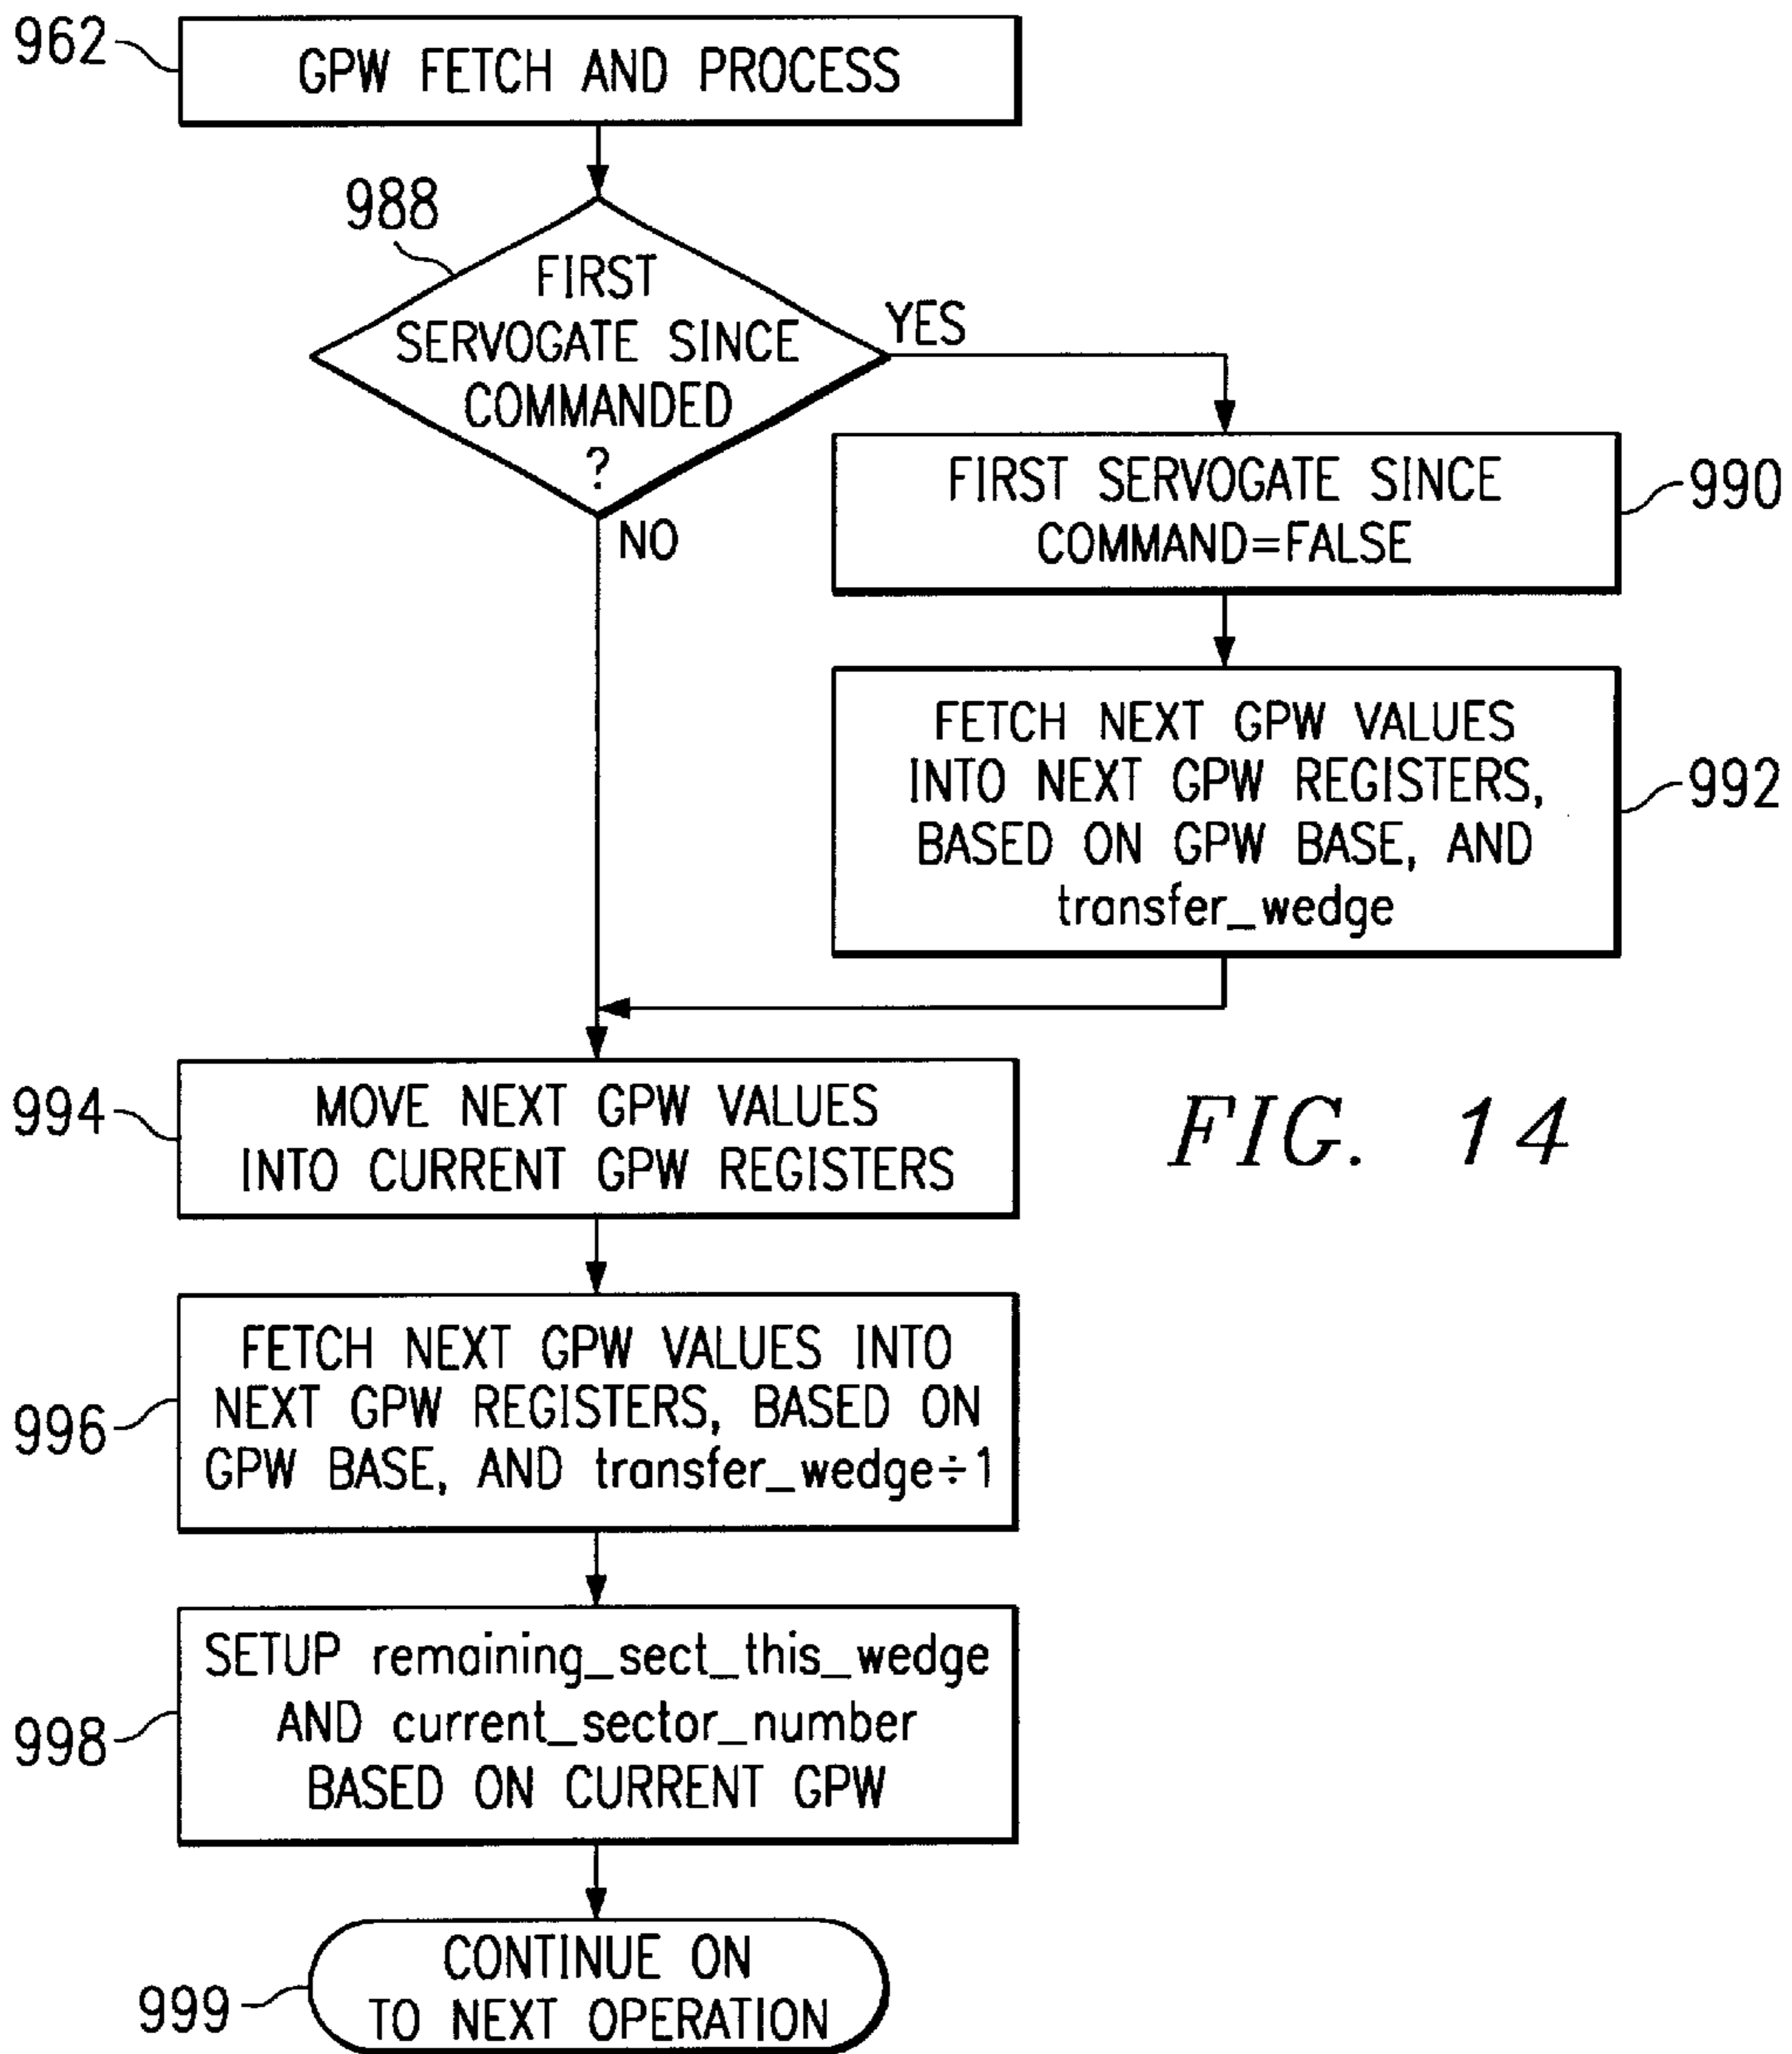 962
GPW FETCH AND PROCESS
988
FIRST
SERVOGATE SINCE
COMMANDED
?
YES
NO
FIRST SERVOGATE SINCE
COMMAND=FALSE
990
FETCH NEXT GPW VALUES
INTO NEXT GPW REGISTERS,
BASED ON GPW BASE, AND
transfer_wedge
992
994
MOVE NEXT GPW VALUES
INTO CURRENT GPW REGISTERS
FIG. 14
996
FETCH NEXT GPW VALUES INTO
NEXT GPW REGISTERS, BASED ON
GPW BASE, AND transfer_wedge÷1
998
SETUP remaining_sect_this_wedge
AND current_sector_number
BASED ON CURRENT GPW
999
CONTINUE ON
TO NEXT OPERATION